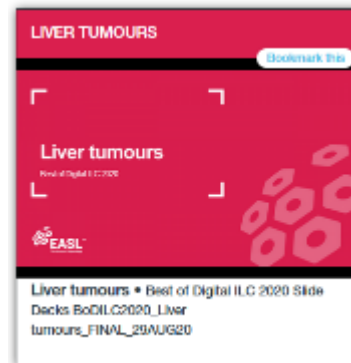 LIVER TUMOURS
Bookmark this
Liver tumours
Best of Digital ILC 2020
EASL
Liver tumours • Best of Digital ILC 2020 Slide
Decks BoDILC2020_Liver
tumours_FINAL_29AUG20